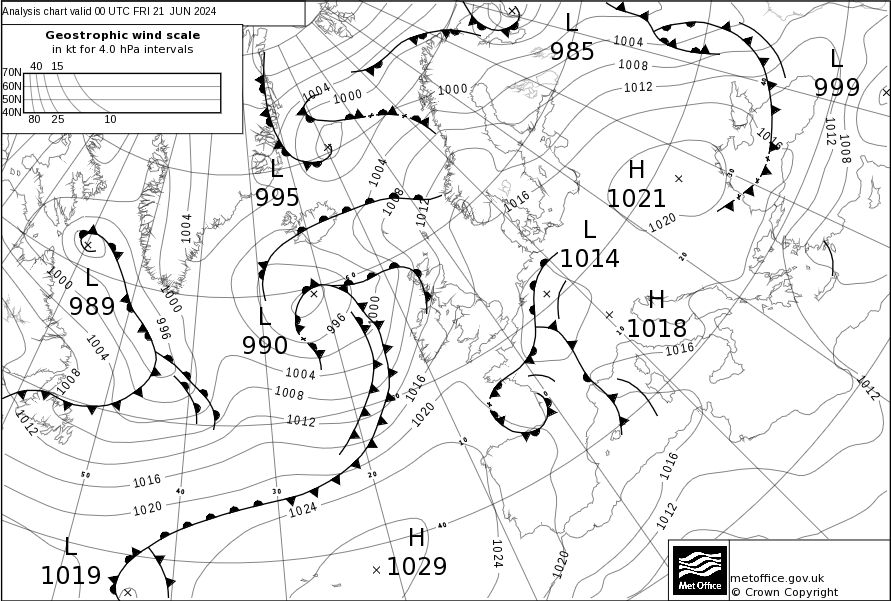 Analysis chart valid 00 UTC FRI 21 JUN 2024
Geostrophic wind scale
in kt for 4.0 hPa intervals
40 15
70N
60N
50N
40N
80 25 10
L
985
1004
1008
1012
L
999
1012
1008
1016
1004
1000
1000
L
995
1004
1008
1012
1016
H
1021
1020
L
1014
H
1018
1016
1012
20
10
30
40
1004
L
989
1000
1000
996
1004
1008
1012
L
990
60
996
1000
1004
1008
1012
1016
1020
50
40
30
20
10
50
40
1016
1020
1024
L
1019
H
1029
1024
1020
1016
1012
Met Office
metoffice.gov.uk
© Crown Copyright